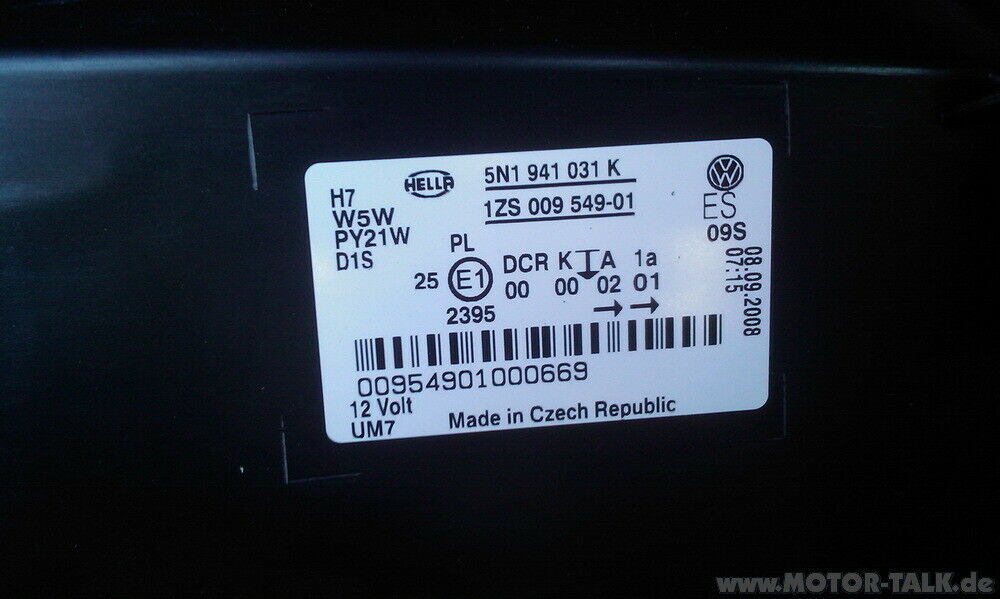 H7
W5W
PY21W
D1S
HELLA
5N1 941 031 K
1ZS 009 549-01
VW
ES
09S
08.09.2008
07:15
PL
25 E1
2395
DCR K A 1a
00 00 02 01
→ →
00954901000669
12 Volt
UM7
Made in Czech Republic
www.MOTOR-TALK.de